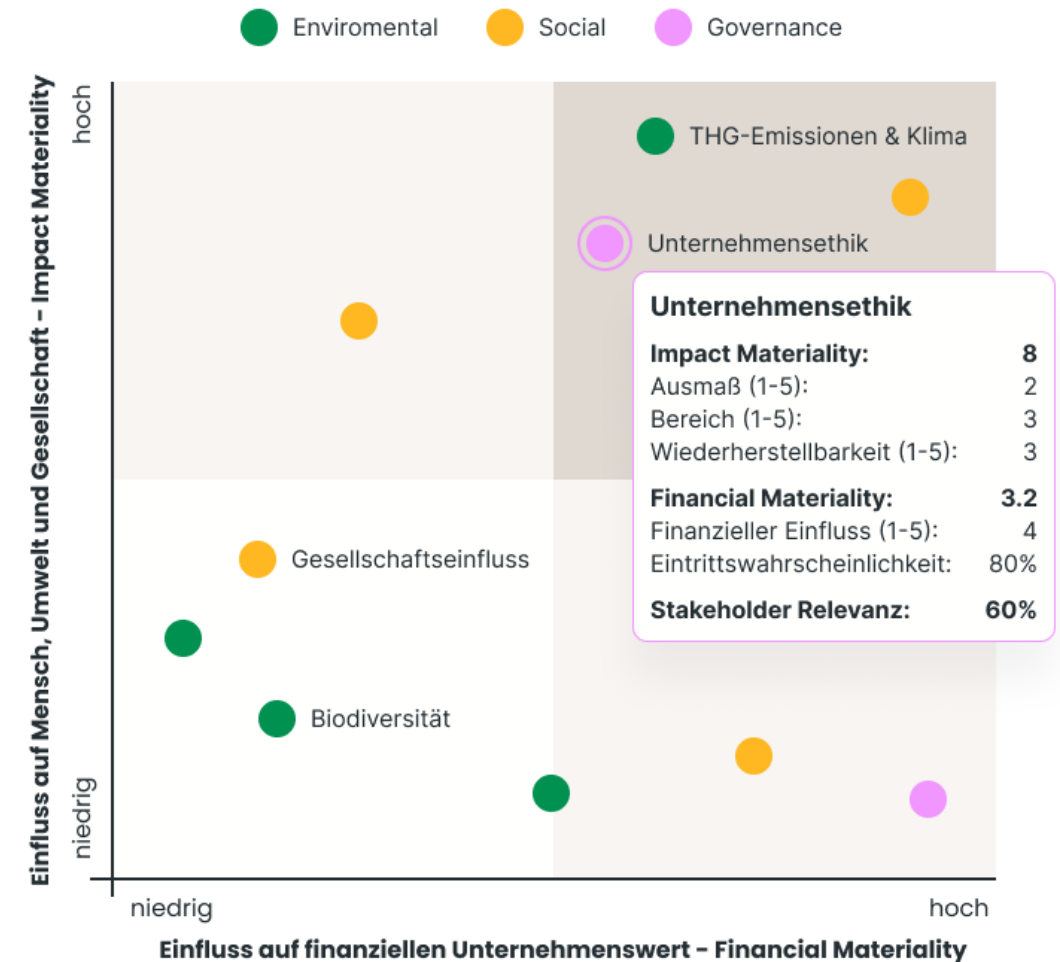 Enviromental
Social
Governance
Einfluss auf Mensch, Umwelt und Gesellschaft – Impact Materiality
hoch
niedrig
THG-Emissionen & Klima
Unternehmensethik
Unternehmensethik
Impact Materiality: 8
Ausmaß (1-5): 2
Bereich (1-5): 3
Wiederherstellbarkeit (1-5): 3
Financial Materiality: 3.2
Finanzieller Einfluss (1-5): 4
Eintrittswahrscheinlichkeit: 80%
Stakeholder Relevanz: 60%
Gesellschaftseinfluss
Biodiversität
niedrig
hoch
Einfluss auf finanziellen Unternehmenswert – Financial Materiality